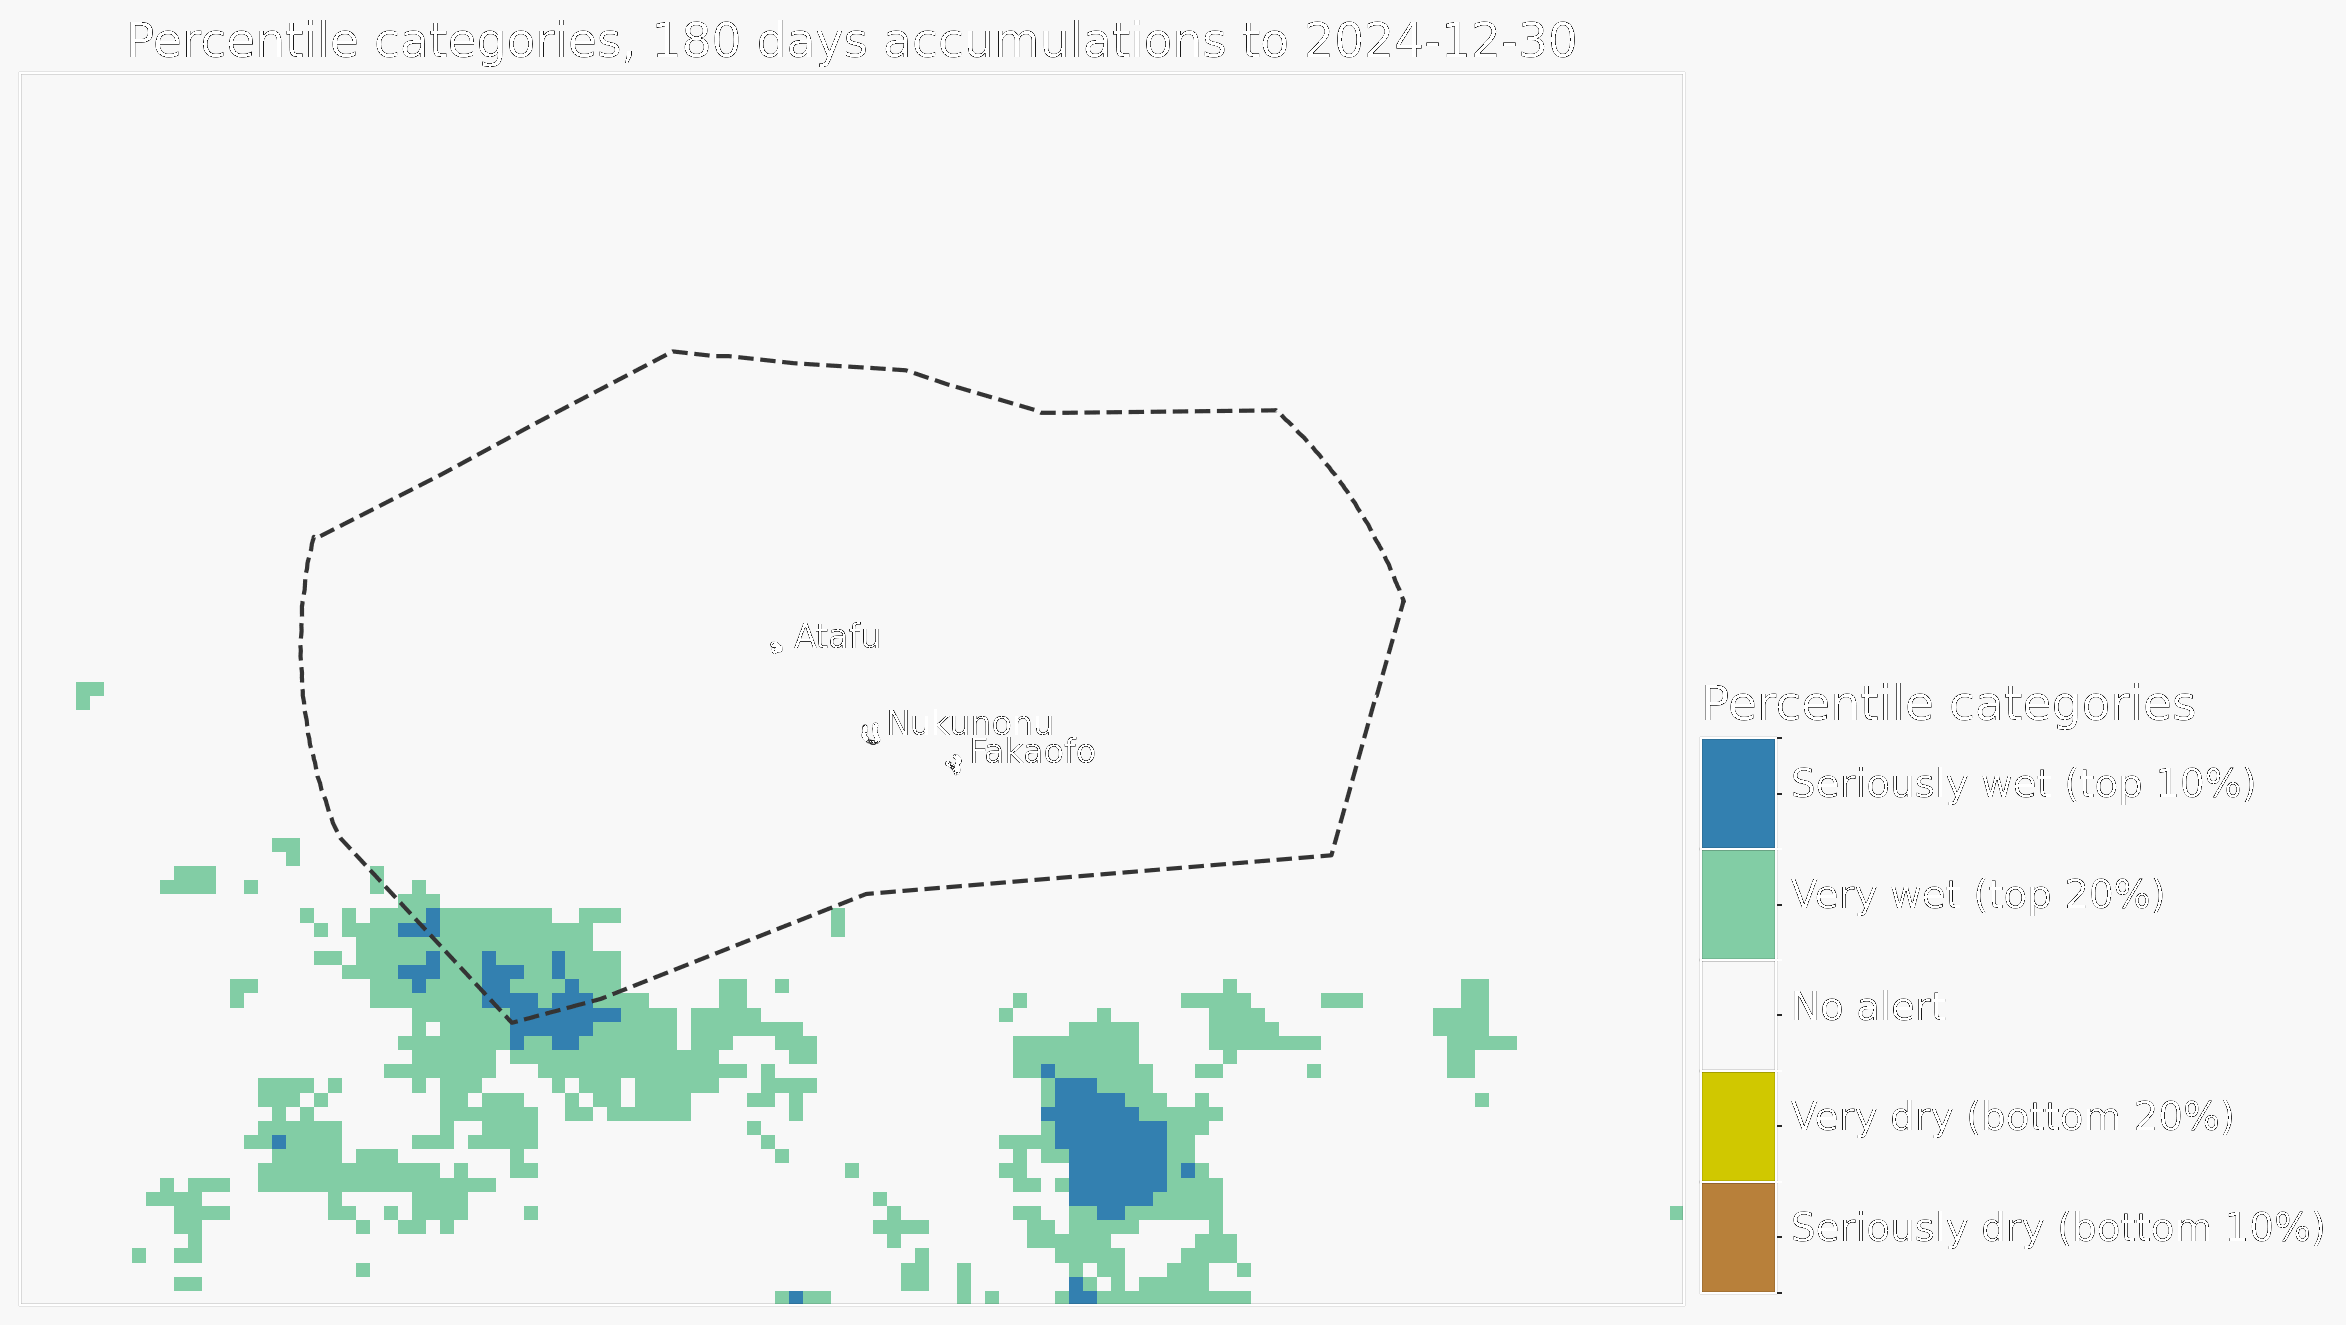 Percentile categories, 180 days accumulations to 2024-12-30
Atafu
Nukunonu
Fakaofo
Percentile categories
Seriously wet (top 10%)
Very wet (top 20%)
No alert
Very dry (bottom 20%)
Seriously dry (bottom 10%)